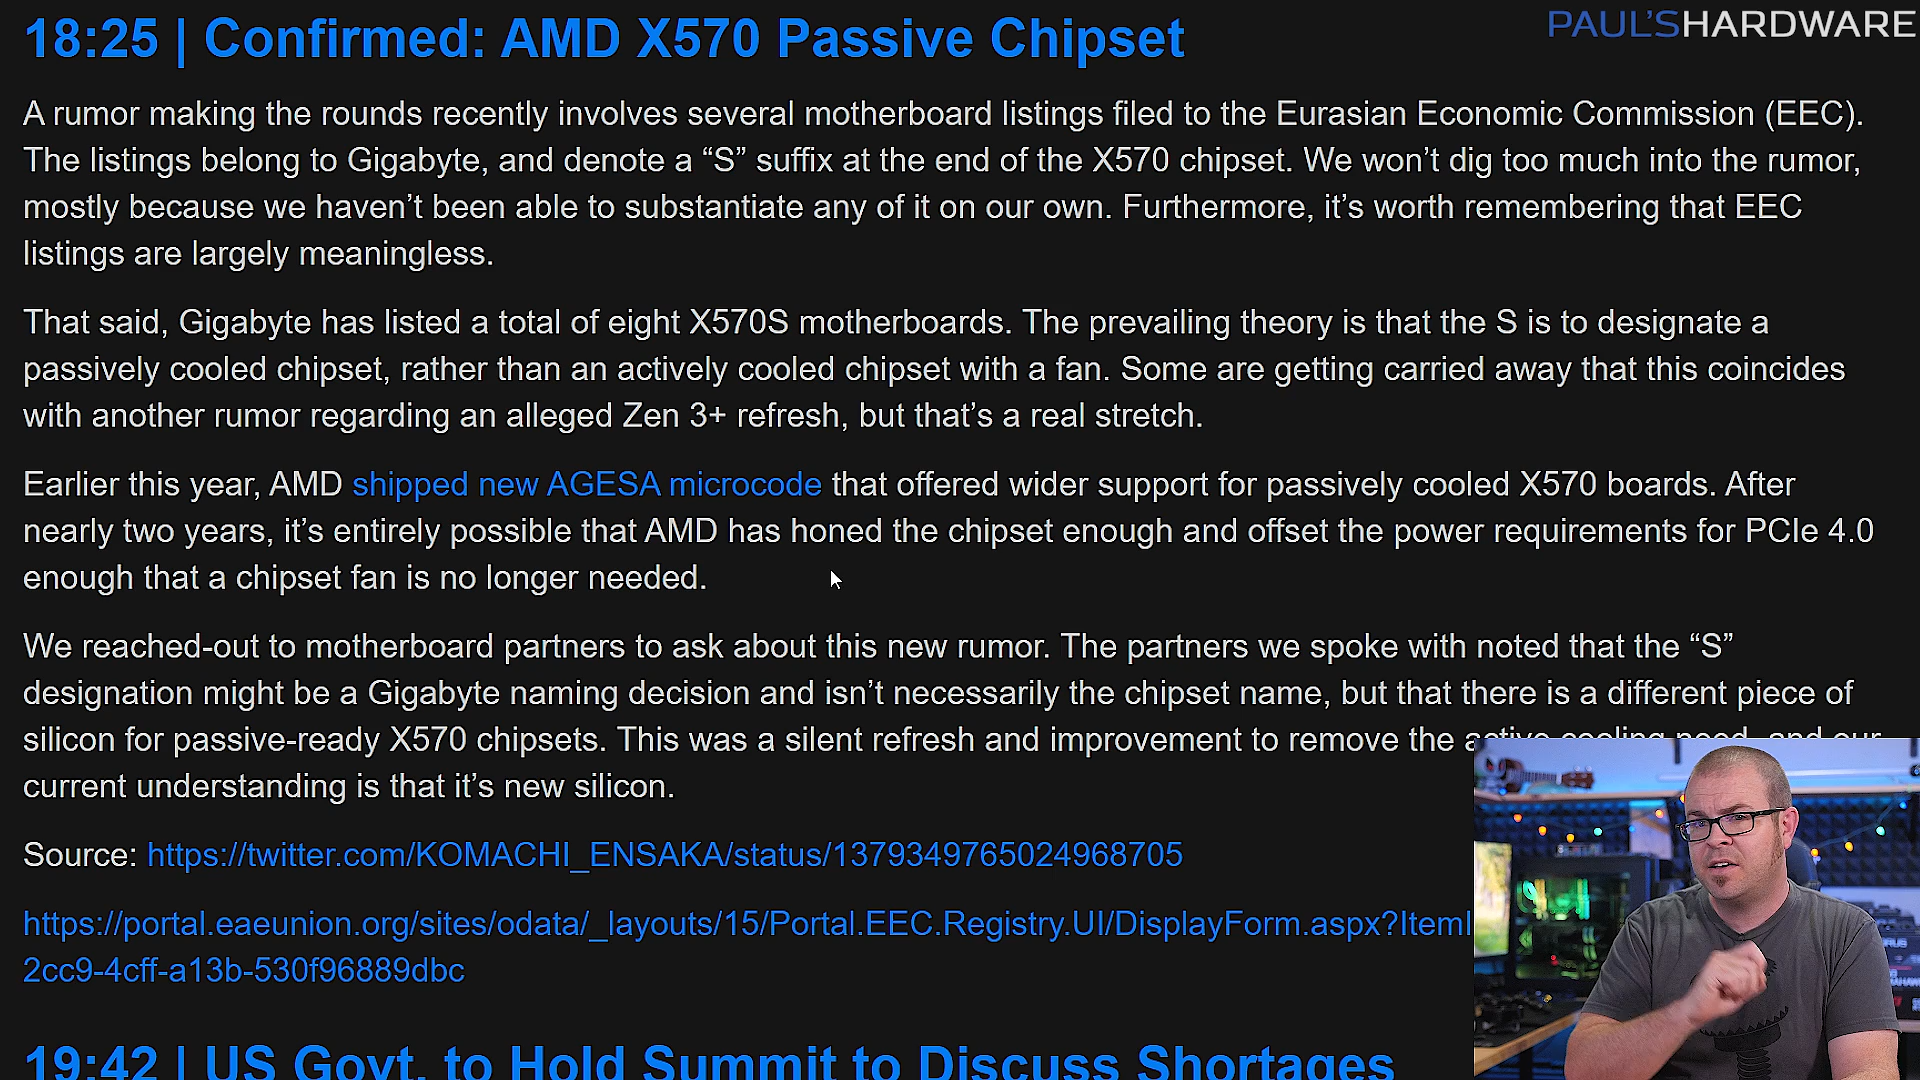 18:25 | Confirmed: AMD X570 Passive Chipset
PAUL'SHARDWARE
A rumor making the rounds recently involves several motherboard listings filed to the Eurasian Economic Commission (EEC).
The listings belong to Gigabyte, and denote a “S” suffix at the end of the X570 chipset. We won’t dig too much into the rumor,
mostly because we haven’t been able to substantiate any of it on our own. Furthermore, it’s worth remembering that EEC
listings are largely meaningless.
That said, Gigabyte has listed a total of eight X570S motherboards. The prevailing theory is that the S is to designate a
passively cooled chipset, rather than an actively cooled chipset with a fan. Some are getting carried away that this coincides
with another rumor regarding an alleged Zen 3+ refresh, but that’s a real stretch.
Earlier this year, AMD shipped new AGESA microcode that offered wider support for passively cooled X570 boards. After
nearly two years, it’s entirely possible that AMD has honed the chipset enough and offset the power requirements for PCIe 4.0
enough that a chipset fan is no longer needed.
We reached-out to motherboard partners to ask about this new rumor. The partners we spoke with noted that the “S”
designation might be a Gigabyte naming decision and isn’t necessarily the chipset name, but that there is a different piece of
silicon for passive-ready X570 chipsets. This was a silent refresh and improvement to remove the active cooling need, and our
current understanding is that it’s new silicon.
Source: https://twitter.com/KOMACHI_ENSAKA/status/1379349765024968705
https://portal.eaeunion.org/sites/odata/_layouts/15/Portal.EEC.Registry.UI/DisplayForm.aspx?ItemI
2cc9-4cff-a13b-530f96889dbc
19:42 | US Govt. to Hold Summit to Discuss Shortages